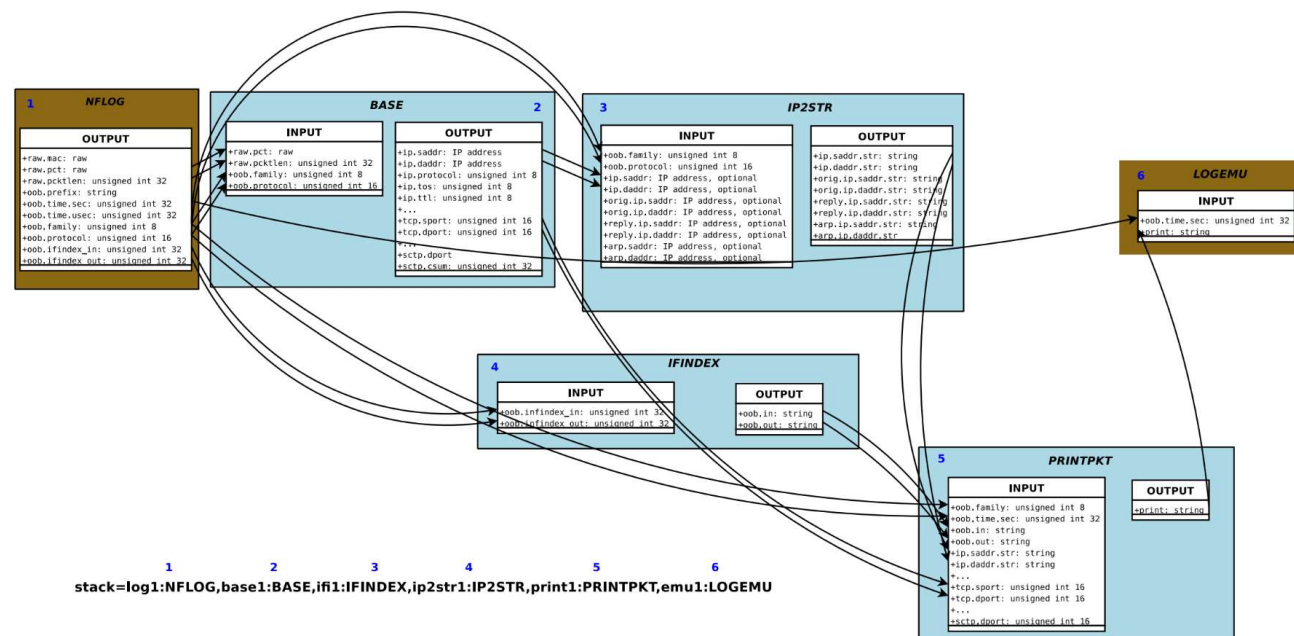 1
NFLOG
OUTPUT
+raw.mac: raw
+raw.pct: raw
+raw.pcktlen: unsigned int 32
+oob.prefix: string
+oob.time.sec: unsigned int 32
+oob.time.usec: unsigned int 32
+oob.family: unsigned int 8
+oob.protocol: unsigned int 16
+oob.ifindex_in: unsigned int 32
+oob.ifindex_out: unsigned int 32
BASE
2
INPUT
+raw.pct: raw
+raw.pcktlen: unsigned int 32
+oob.family: unsigned int 8
+oob.protocol: unsigned int 16
OUTPUT
+ip.saddr: IP address
+ip.daddr: IP address
+ip.protocol: unsigned int 8
+ip.tos: unsigned int 8
+ip.ttl: unsigned int 8
+...
+tcp.sport: unsigned int 16
+tcp.dport: unsigned int 16
+...
+sctp.dport
+sctp.csum: unsigned int 32
3
IP2STR
INPUT
+oob.family: unsigned int 8
+oob.protocol: unsigned int 16
+ip.saddr: IP address, optional
+ip.daddr: IP address, optional
+orig.ip.saddr: IP address, optional
+orig.ip.daddr: IP address, optional
+reply.ip.saddr: IP address, optional
+reply.ip.daddr: IP address, optional
+arp.saddr: IP address, optional
+arp.daddr: IP address, optional
OUTPUT
+ip.saddr.str: string
+ip.daddr.str: string
+orig.ip.saddr.str: string
+orig.ip.daddr.str: string
+reply.ip.saddr.str: string
+reply.ip.daddr.str: string
+arp.ip.saddr.str: string
+arp.ip.daddr.str
LOGEMU
6
INPUT
+oob.time.sec: unsigned int 32
+print: string
4
IFINDEX
INPUT
+oob.infindex_in: unsigned int 32
+oob.infindex_out: unsigned int 32
OUTPUT
+oob.in: string
+oob.out: string
5
PRINTPKT
INPUT
+oob.family: unsigned int 8
+oob.time.sec: unsigned int 32
+oob.in: string
+oob.out: string
+ip.saddr.str: string
+ip.daddr.str: string
+...
+tcp.sport: unsigned int 16
+tcp.dport: unsigned int 16
+...
+sctp.dport: unsigned int 16
OUTPUT
+print: string
1 2 3 4 5 6
stack=log1:NFLOG,base1:BASE,ifi1:IFINDEX,ip2str1:IP2STR,print1:PRINTPKT,emu1:LOGEMU